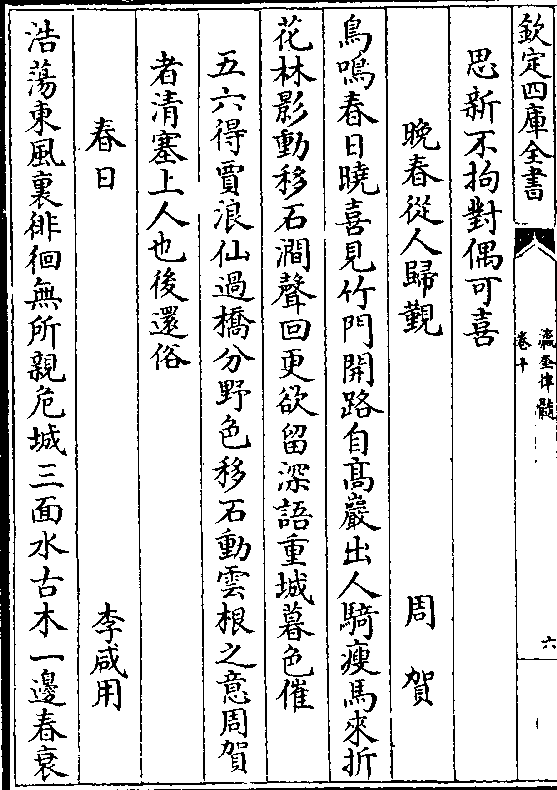 欽定四庫全書
瀛奎律髓
卷十
六
思新不拘對偶可喜
晚春從人歸觀 周賀
鳥鳴春日曉喜見竹門開路自髙巖出人騎瘦馬來折
花林影動移石澗聲回更欲留深語重城暮色催
五六得賈浪仙過橋分野色移石動雲根之意周賀
者清塞上人也後還俗
春日 李咸用
浩蕩東風裏徘徊無所親危城三面水古木一邊春衰